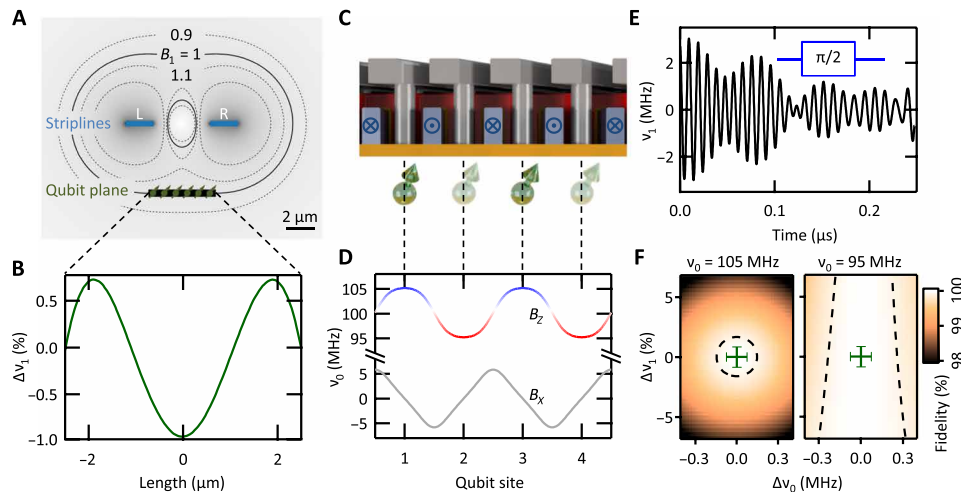 A
0.9
B₁ = 1
1.1
L
R
Striplines
Qubit plane
2 μm
B
0.5
0.0
−0.5
−1.0
Δν₁ (%)
−2
0
2
Length (μm)
C
D
105
100
95
5
0
−5
ν₀ (MHz)
B_Z
B_X
1
2
3
4
Qubit site
E
π/2
2
0
−2
ν₁ (MHz)
0.0
0.1
0.2
Time (μs)
F
ν₀ = 105 MHz
ν₀ = 95 MHz
5
0
−5
Δν₁ (%)
−0.3
0.0
0.3
−0.3
0.0
0.3
Δν₀ (MHz)
100
99
98
Fidelity (%)